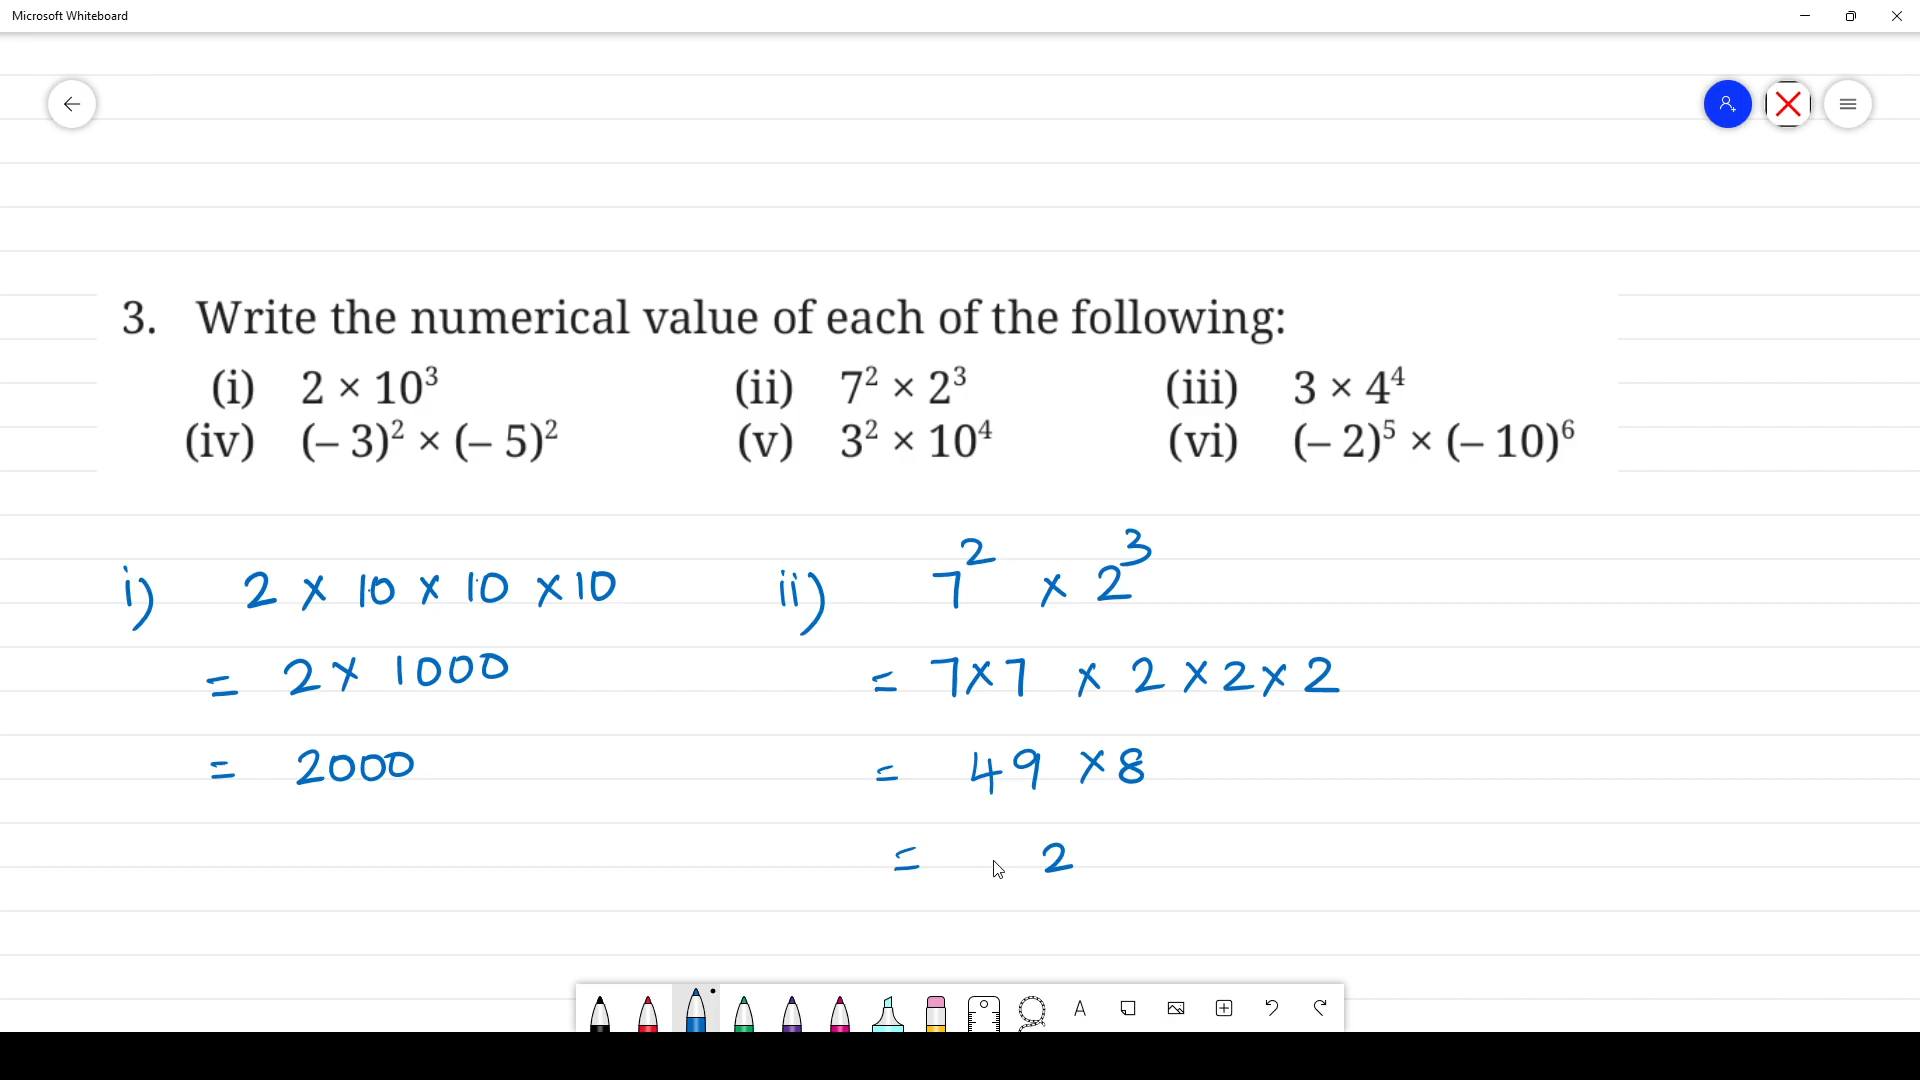 Microsoft Whiteboard
3. Write the numerical value of each of the following:
(i) 2 × 10³ (ii) 7² × 2³ (iii) 3 × 4⁴
(iv) (– 3)² × (– 5)² (v) 3² × 10⁴ (vi) (– 2)⁵ × (– 10)⁶
i) 2 × 10 × 10 × 10
= 2 × 1000
= 2000
ii) 7² × 2³
= 7 × 7 × 2 × 2 × 2
= 49 × 8
= 2
A